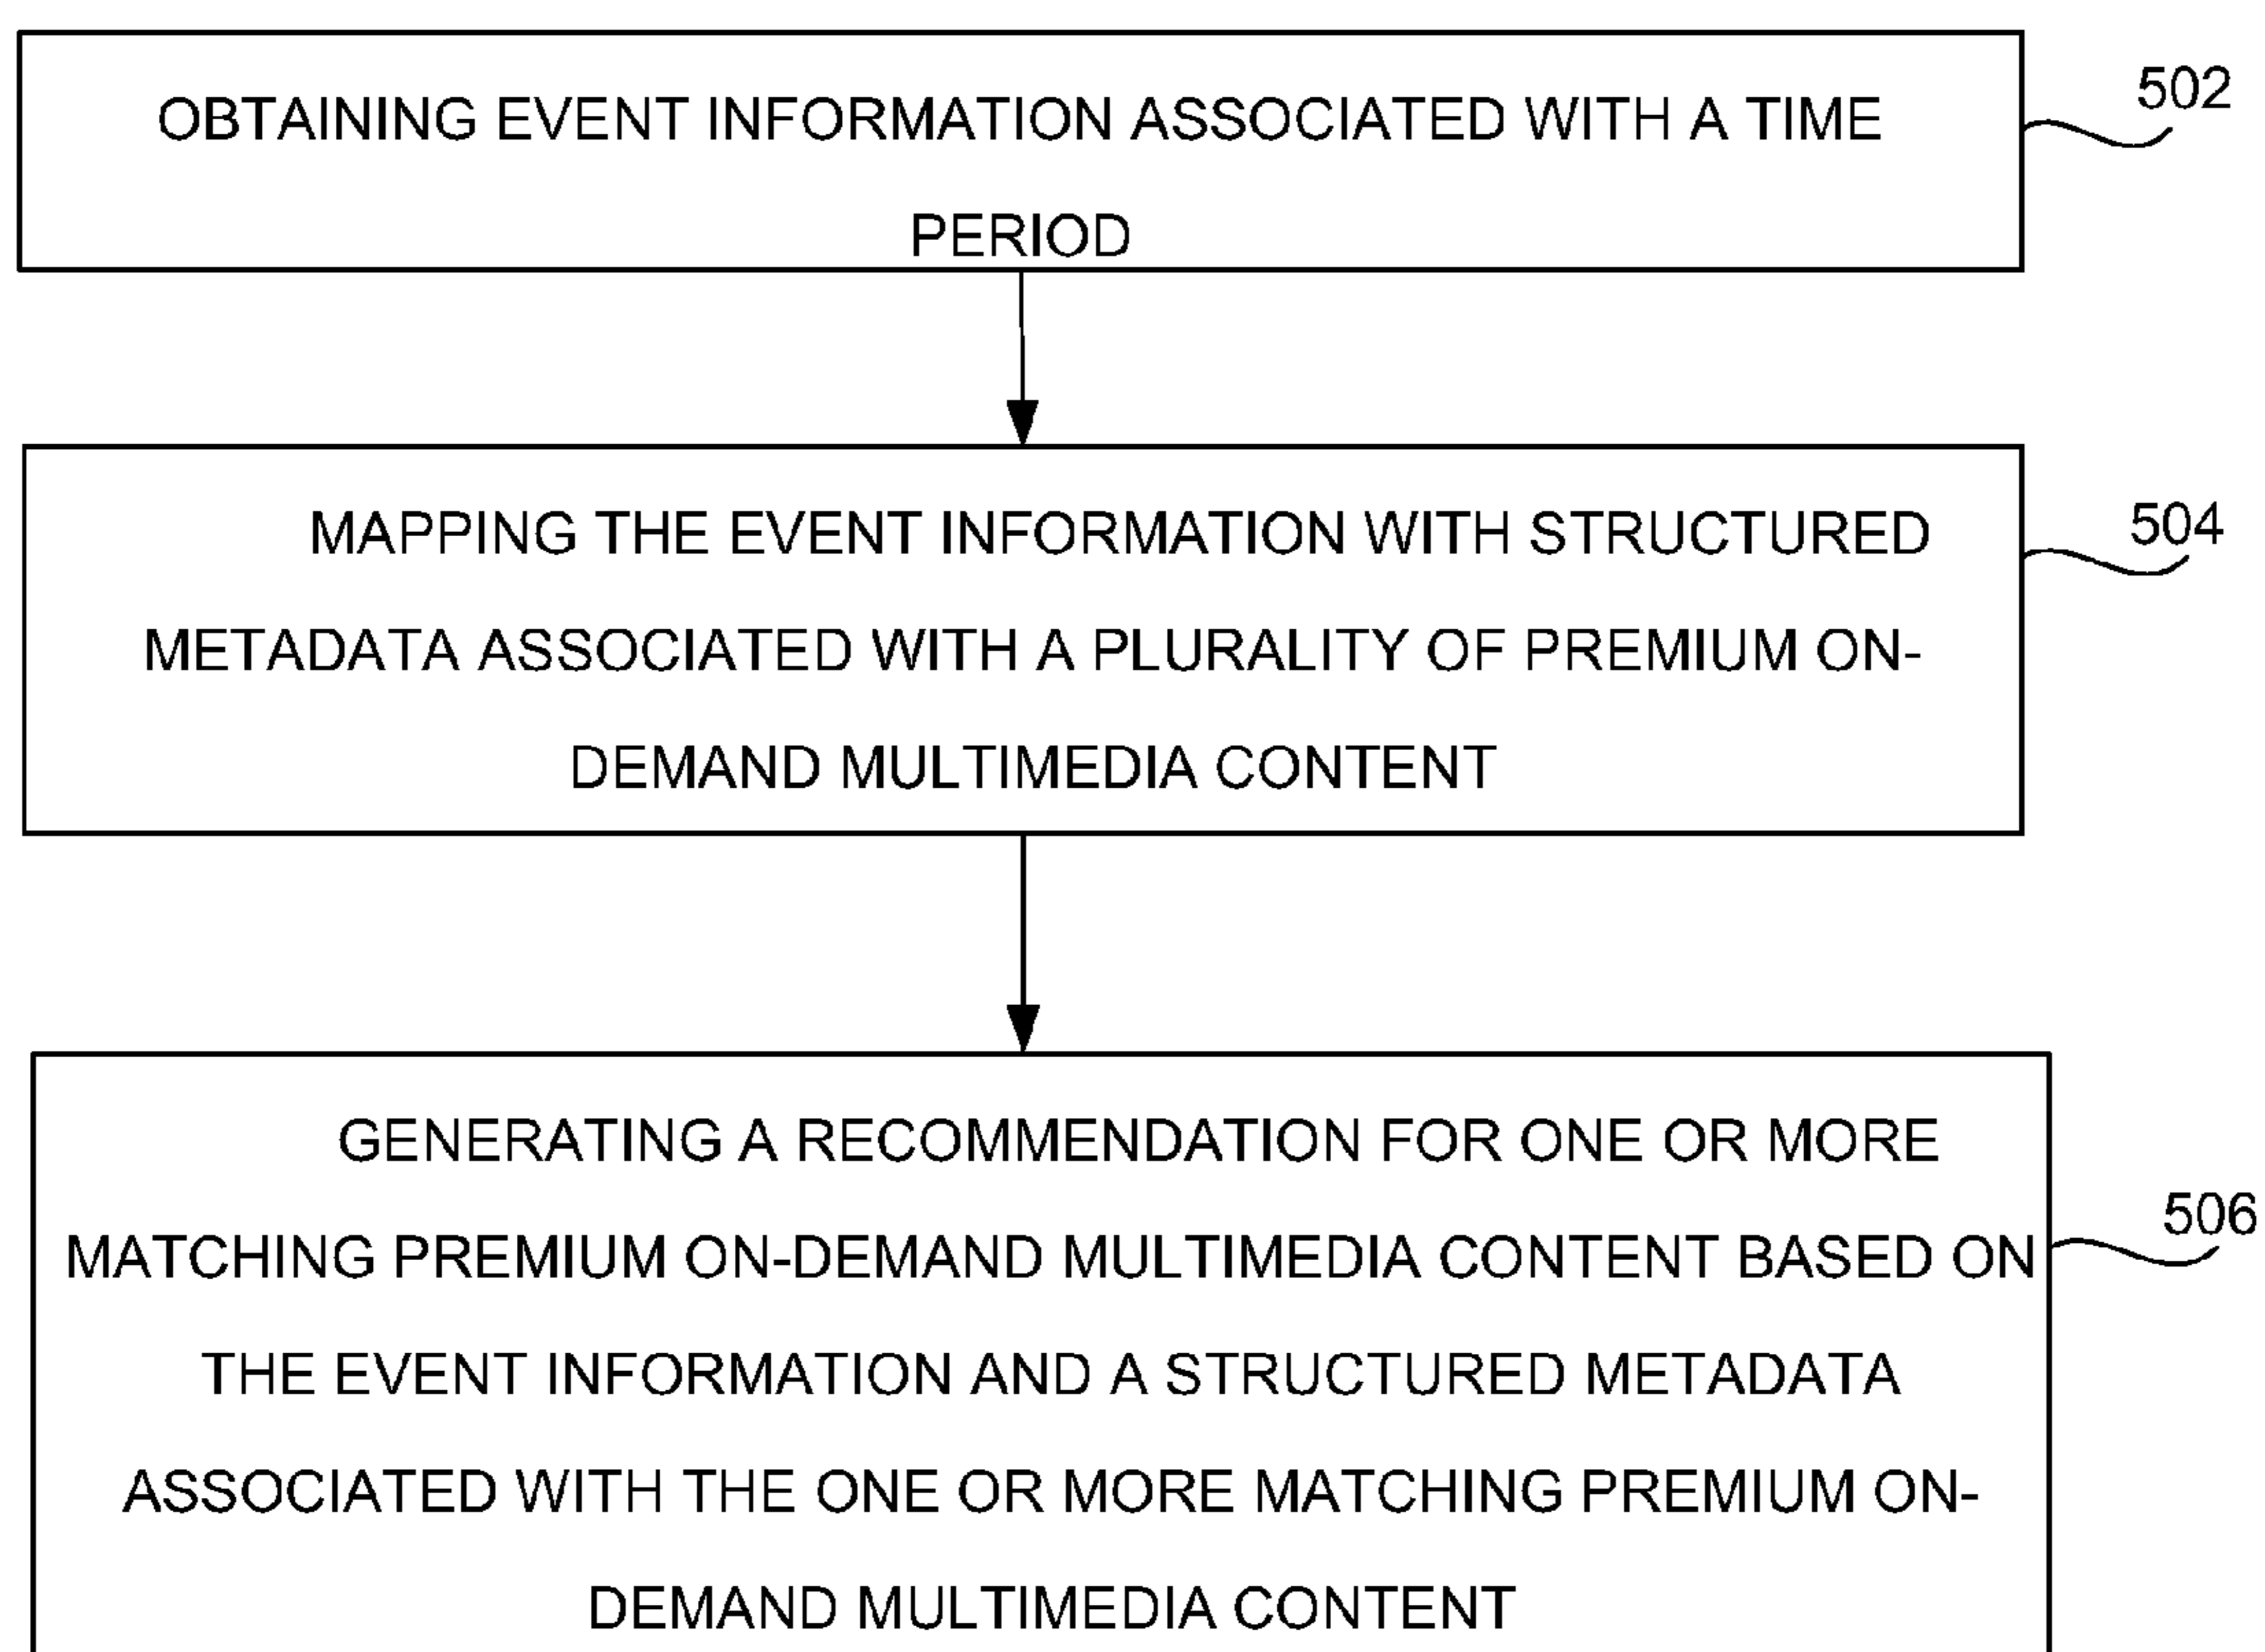 OBTAINING EVENT INFORMATION ASSOCIATED WITH A TIME
PERIOD
502
MAPPING THE EVENT INFORMATION WITH STRUCTURED
METADATA ASSOCIATED WITH A PLURALITY OF PREMIUM ON-
DEMAND MULTIMEDIA CONTENT
504
GENERATING A RECOMMENDATION FOR ONE OR MORE
MATCHING PREMIUM ON-DEMAND MULTIMEDIA CONTENT BASED ON
THE EVENT INFORMATION AND A STRUCTURED METADATA
ASSOCIATED WITH THE ONE OR MORE MATCHING PREMIUM ON-
DEMAND MULTIMEDIA CONTENT
506